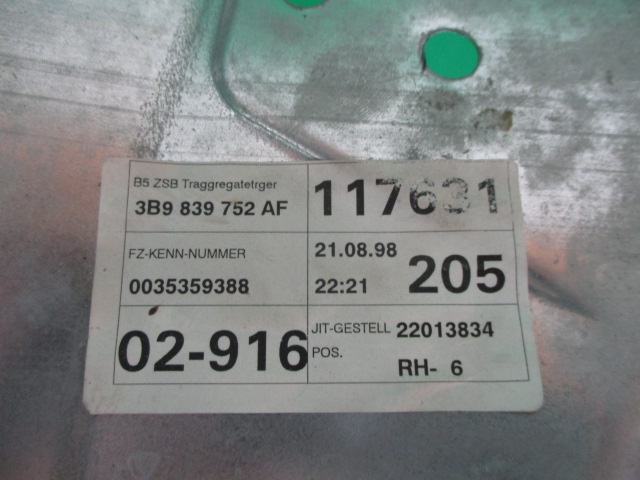 B5 ZSB Traggregatetrger
3B9 839 752 AF
117631
FZ-KENN-NUMMER
0035359388
21.08.98
22:21
205
02-916
JIT-GESTELL 22013834
POS.
RH- 6